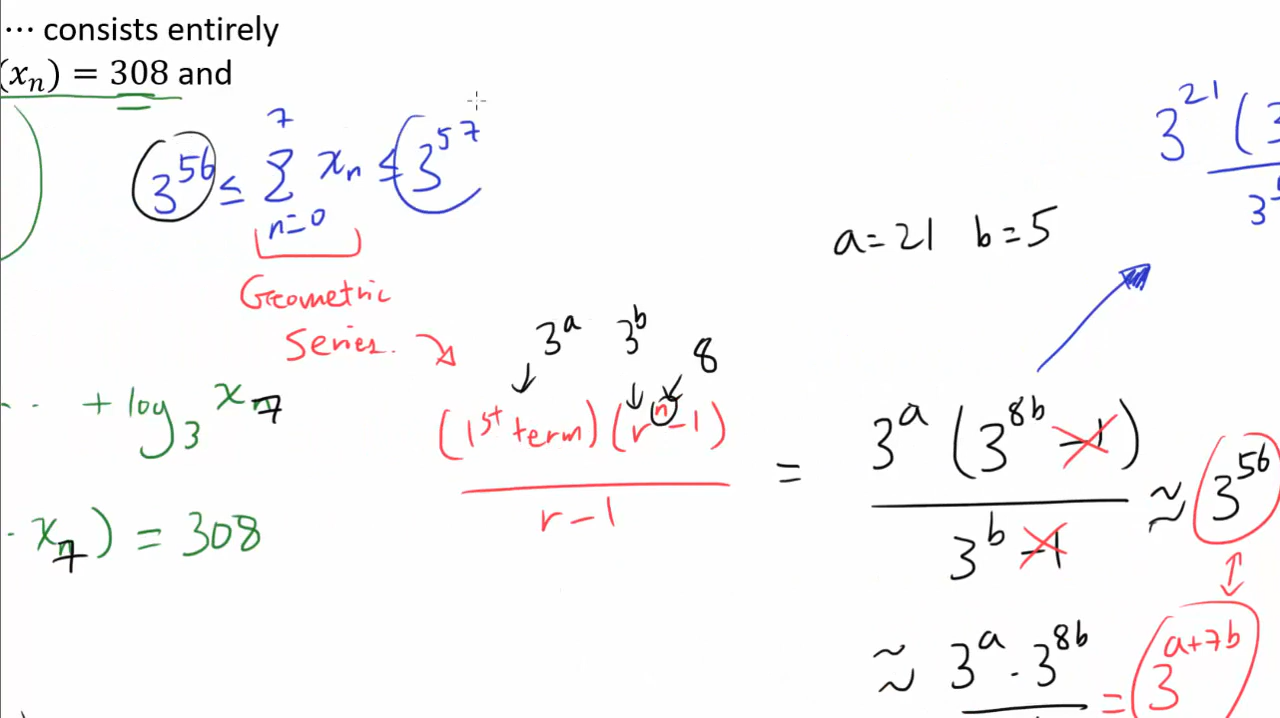 ⋯ consists entirely
(xₙ) = 308 and
3^56 ≤ ∑_{n=0}^{7} xₙ ≤ 3^57
Geometric
Series.
3^a 3^b 8
(1st term)(r^n - 1)
r - 1
= 3^a (3^8b - 1)
3^b - 1
≈ 3^56
≈ 3^a · 3^8b
= 3^{a+7b}
a = 21 b = 5
3^21 (3
3
⋯ + log₃ x₇
· x₇) = 308